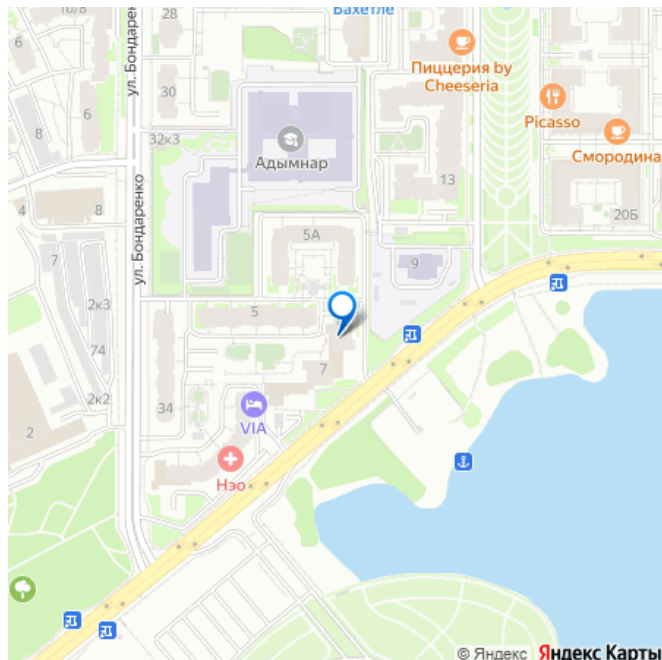 10/8
28
Бахетле
ул. Бондаренко
Пиццерия by
Cheeseria
6
6
30
Picasso
8
32к3
Адымнар
Смородина
13
4
8
20Б
5А
ул. Бондаренко
7
9
2к3
5
74
7
2к2
34
VIA
2
Нэо
© Яндекс Яндекс Карты